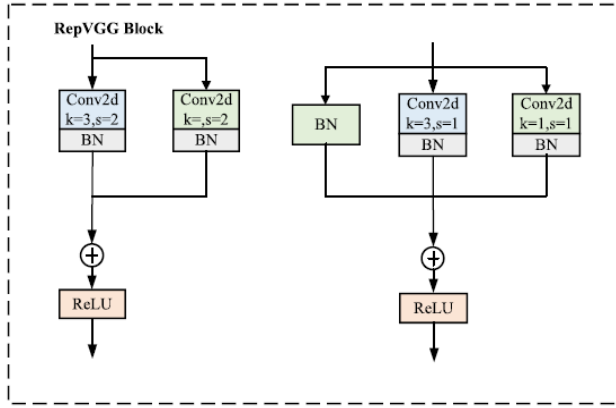 RepVGG Block
Conv2d
k=3,s=2
BN
Conv2d
k=,s=2
BN
BN
Conv2d
k=3,s=1
BN
Conv2d
k=1,s=1
BN
+
ReLU
+
ReLU